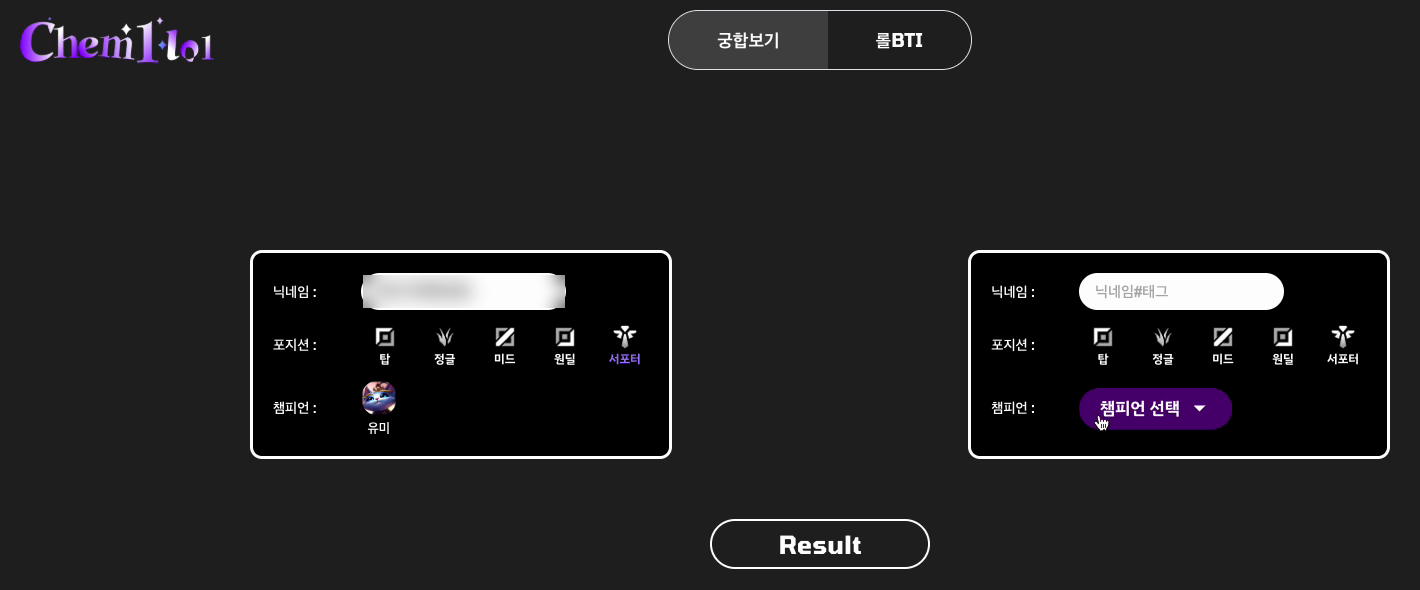 Chemi.lol
궁합보기
롤BTI
닉네임 :
포지션 :
탑
정글
미드
원딜
서포터
챔피언 :
유미
닉네임 :
닉네임#태그
포지션 :
탑
정글
미드
원딜
서포터
챔피언 :
챔피언 선택
Result